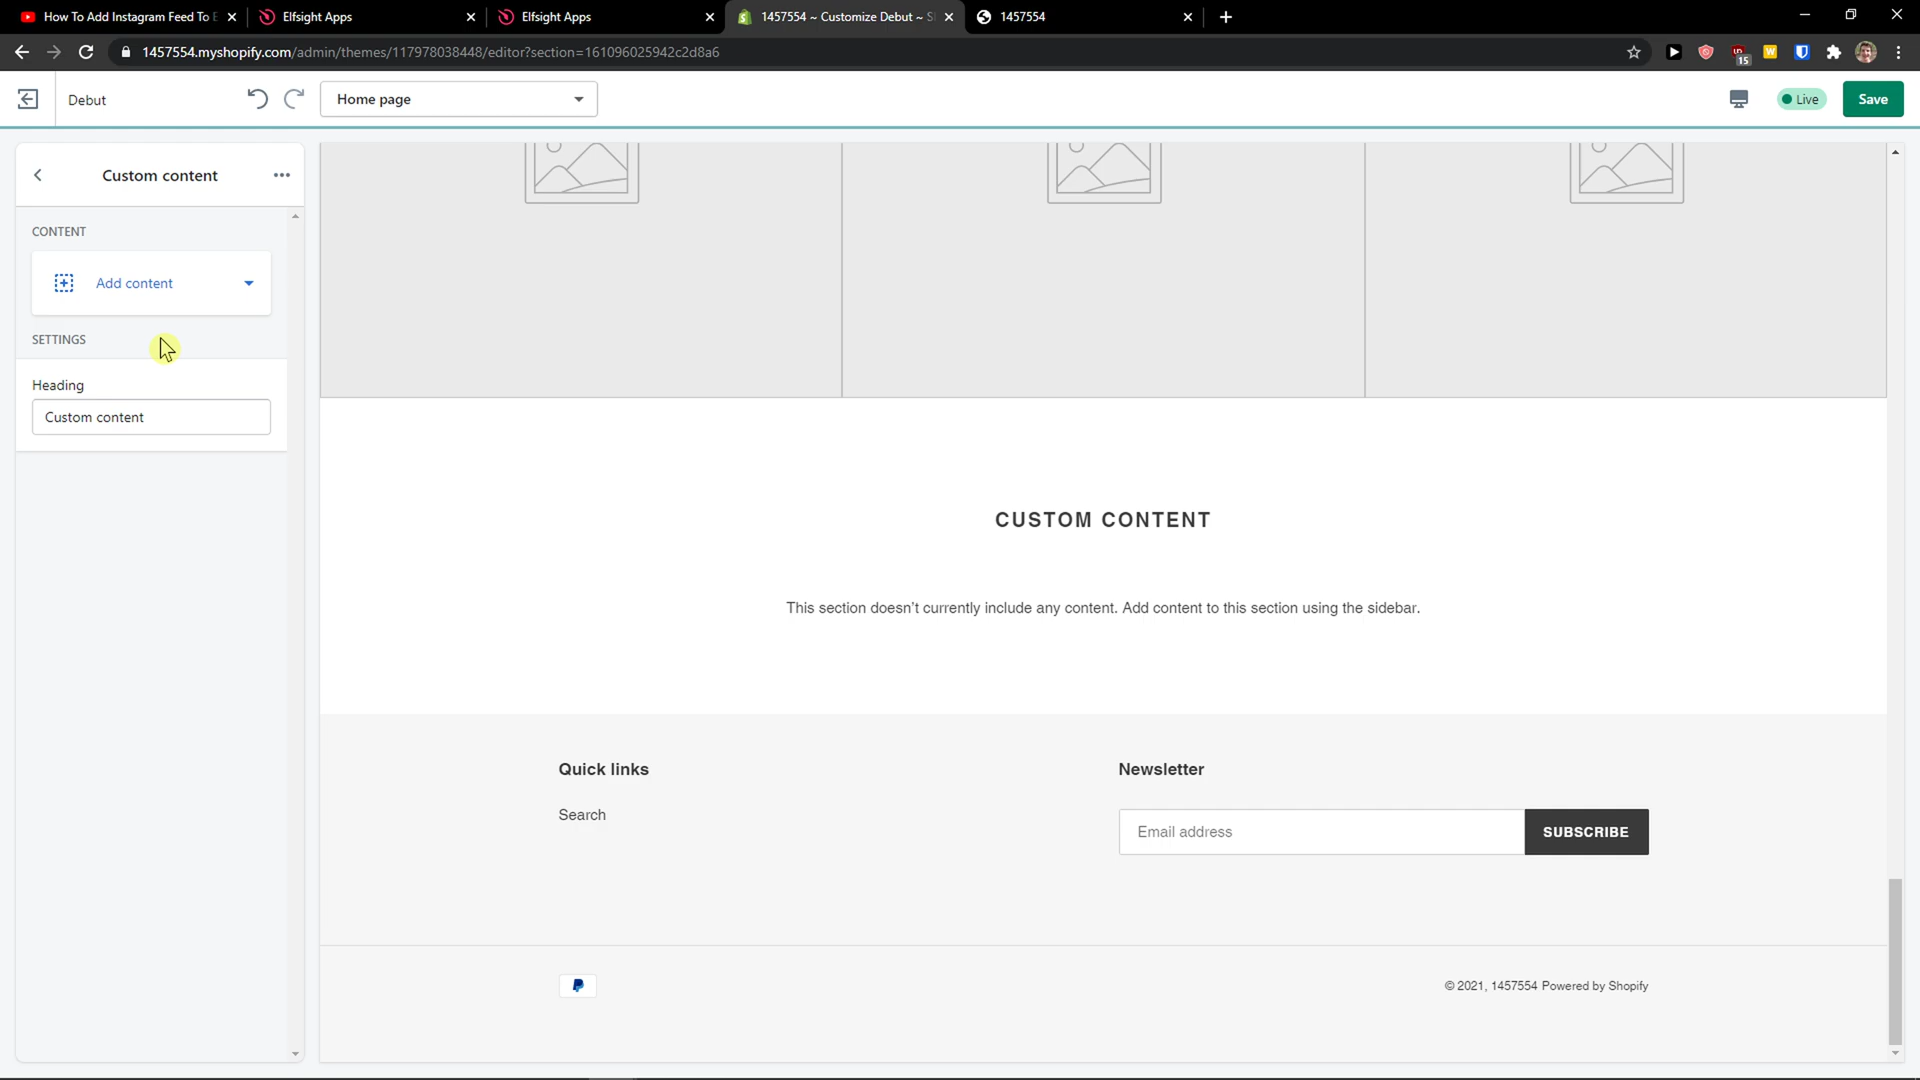 How To Add Instagram Feed To E
Elfsight Apps
Elfsight Apps
1457554 ~ Customize Debut ~ S
1457554
1457554.myshopify.com/admin/themes/117978038448/editor?section=161096025942c2d8a6
15
Debut
Home page
Live
Save
Custom content
CONTENT
Add content
SETTINGS
Heading
Custom content
CUSTOM CONTENT
This section doesn't currently include any content. Add content to this section using the sidebar.
Quick links
Newsletter
Search
Email address
SUBSCRIBE
© 2021, 1457554 Powered by Shopify